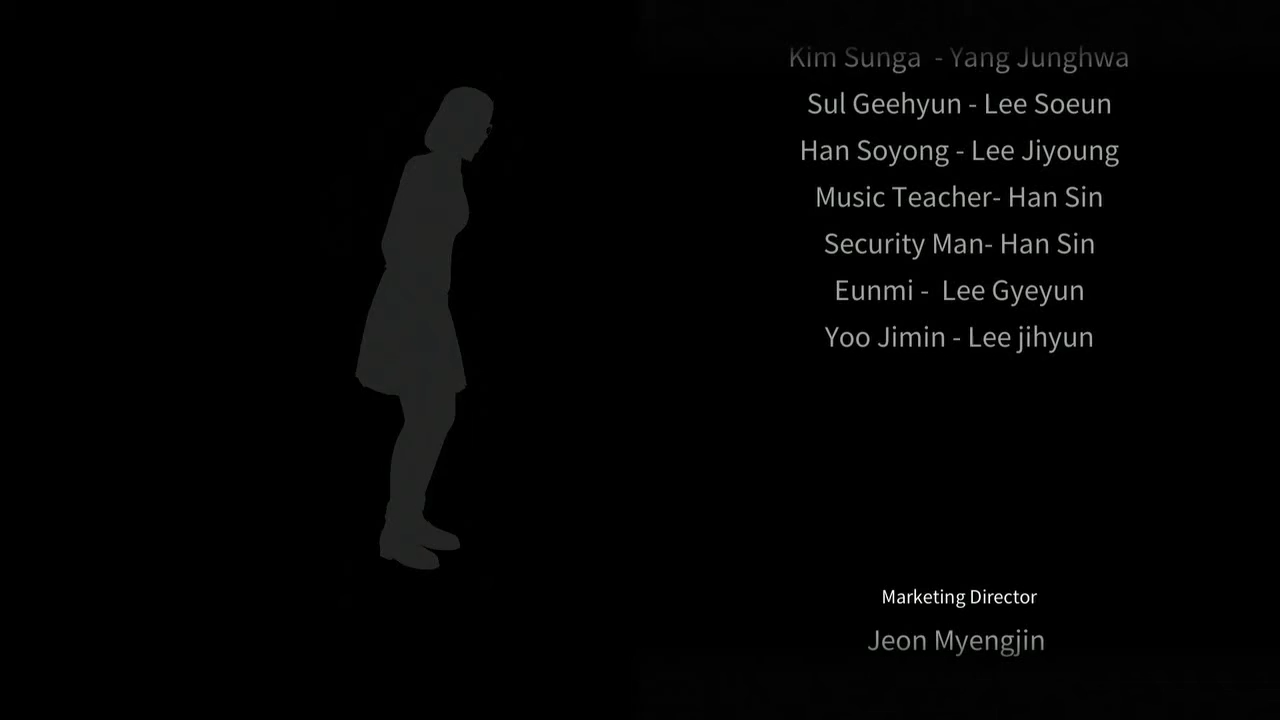 Kim Sunga  - Yang Junghwa
Sul Geehyun - Lee Soeun
Han Soyong - Lee Jiyoung
Music Teacher- Han Sin
Security Man- Han Sin
Eunmi -  Lee Gyeyun
Yoo Jimin - Lee jihyun
Marketing Director
Jeon Myengjin